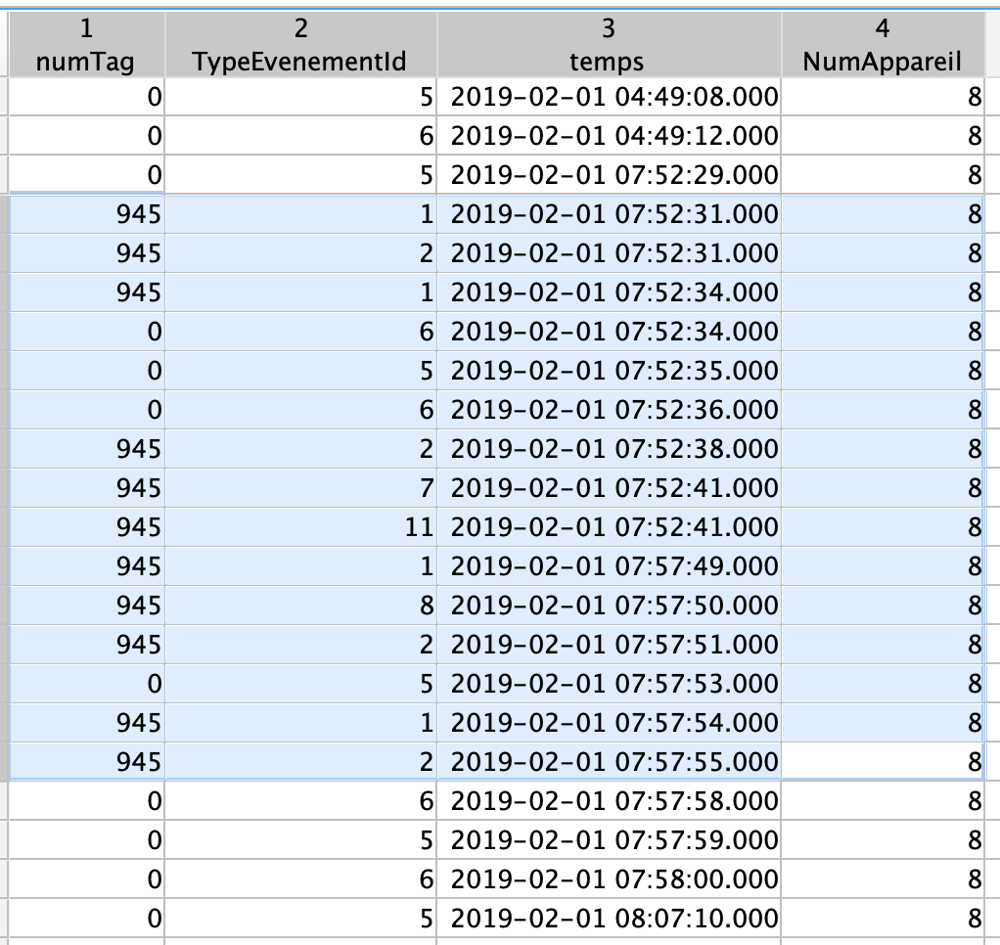 1 2 3 4
numTag TypeEvenementId temps NumAppareil
0 5 2019-02-01 04:49:08.000 8
0 6 2019-02-01 04:49:12.000 8
0 5 2019-02-01 07:52:29.000 8
945 1 2019-02-01 07:52:31.000 8
945 2 2019-02-01 07:52:31.000 8
945 1 2019-02-01 07:52:34.000 8
0 6 2019-02-01 07:52:34.000 8
0 5 2019-02-01 07:52:35.000 8
0 6 2019-02-01 07:52:36.000 8
945 2 2019-02-01 07:52:38.000 8
945 7 2019-02-01 07:52:41.000 8
945 11 2019-02-01 07:52:41.000 8
945 1 2019-02-01 07:57:49.000 8
945 8 2019-02-01 07:57:50.000 8
945 2 2019-02-01 07:57:51.000 8
0 5 2019-02-01 07:57:53.000 8
945 1 2019-02-01 07:57:54.000 8
945 2 2019-02-01 07:57:55.000 8
0 6 2019-02-01 07:57:58.000 8
0 5 2019-02-01 07:57:59.000 8
0 6 2019-02-01 07:58:00.000 8
0 5 2019-02-01 08:07:10.000 8